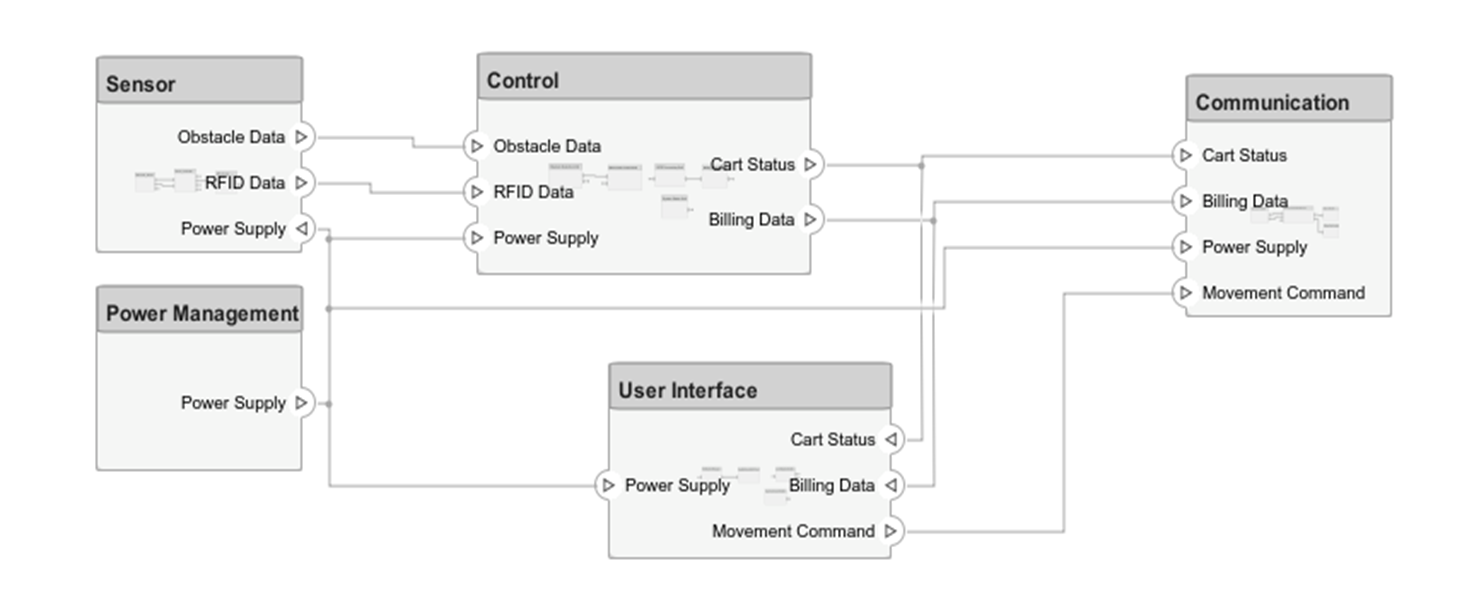 Sensor
Obstacle Data
RFID Data
Power Supply
Control
Obstacle Data
RFID Data
Power Supply
Cart Status
Billing Data
Communication
Cart Status
Billing Data
Power Supply
Movement Command
Power Management
Power Supply
User Interface
Cart Status
Power Supply
Billing Data
Movement Command